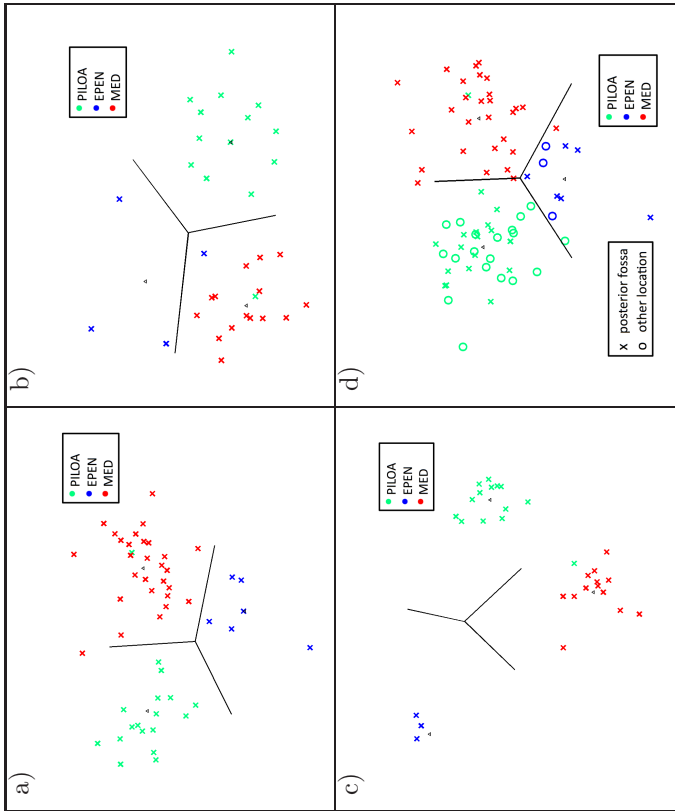 a)
PILOA
EPEN
MED
b)
PILOA
EPEN
MED
c)
PILOA
EPEN
MED
d)
PILOA
EPEN
MED
x posterior fossa
o other location